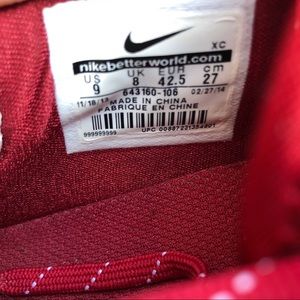 XC
nikebetterworld.com
US UK EUR cm
9 8 42.5 27
643160-106
11/18/13 02/27/14
MADE IN CHINA
FABRIQUE EN CHINE
9999999999